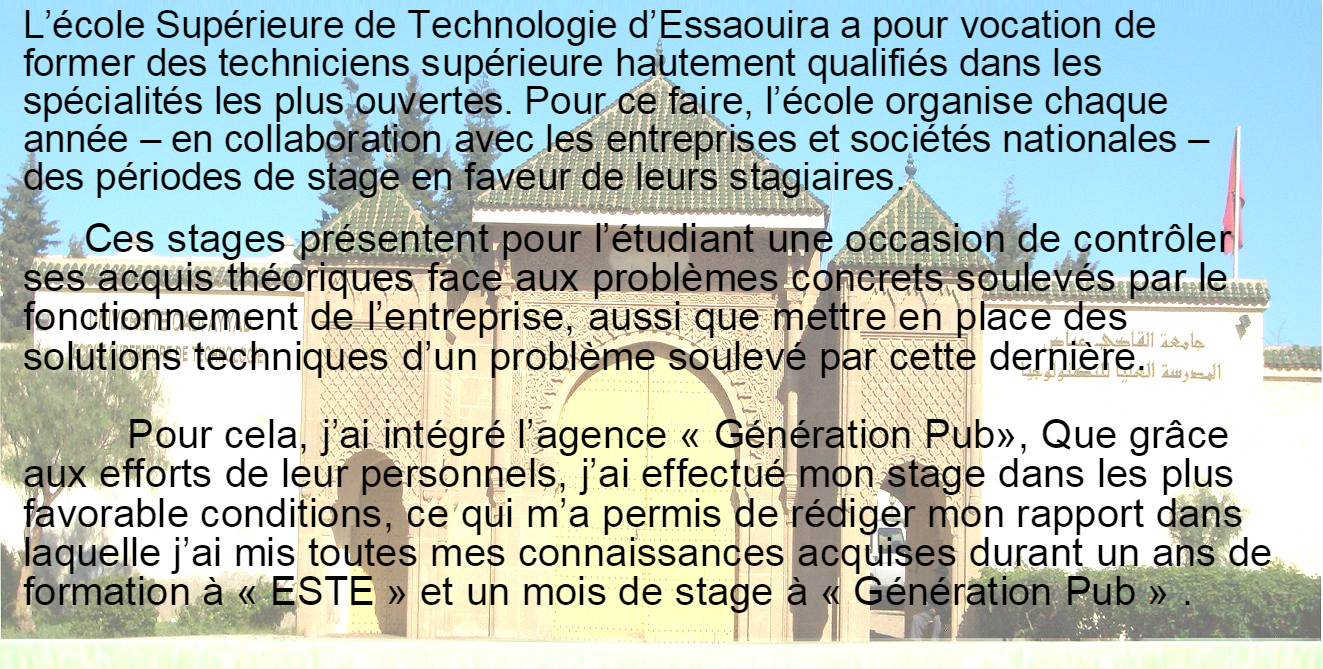 L’école Supérieure de Technologie d’Essaouira a pour vocation de
former des techniciens supérieure hautement qualifiés dans les
spécialités les plus ouvertes. Pour ce faire, l’école organise chaque
année – en collaboration avec les entreprises et sociétés nationales –
des périodes de stage en faveur de leurs stagiaires.
Ces stages présentent pour l’étudiant une occasion de contrôler
ses acquis théoriques face aux problèmes concrets soulevés par le
fonctionnement de l’entreprise, aussi que mettre en place des
solutions techniques d’un problème soulevé par cette dernière.
جامعة القاضي عياض
المدرسة العليا للتكنولوجيا
Pour cela, j’ai intégré l’agence « Génération Pub», Que grâce
aux efforts de leur personnels, j’ai effectué mon stage dans les plus
favorable conditions, ce qui m’a permis de rédiger mon rapport dans
laquelle j’ai mis toutes mes connaissances acquises durant un ans de
formation à « ESTE » et un mois de stage à « Génération Pub » .